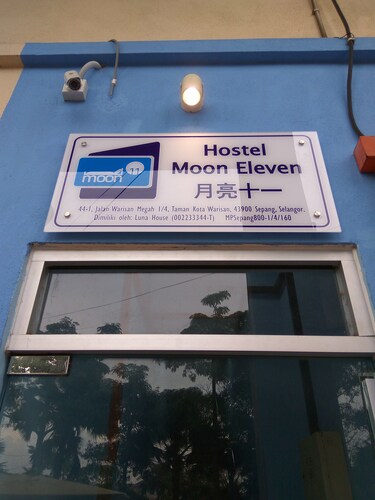 Hostel
Moon Eleven
月亮十一
moon 11
44-1, Jalan Warisan Megah 1/4, Taman Kota Warisan, 43900 Sepang, Selangor.
Dimiliki oleh: Luna House (002233344-T) MPSepang800-1/4/160